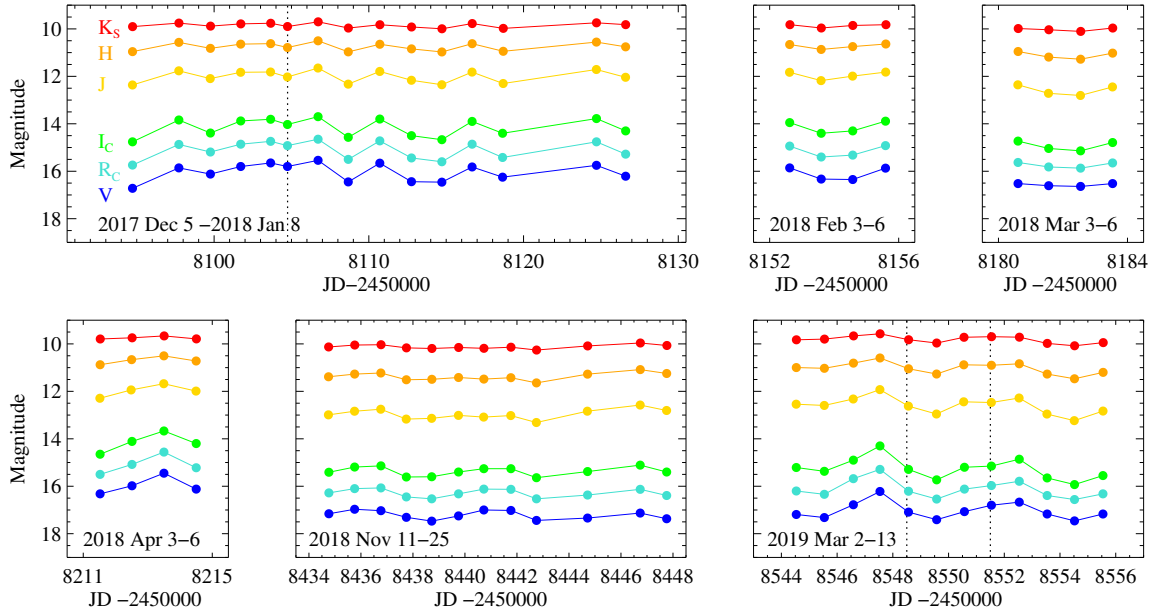 Magnitude
10
12
14
16
18
K_S
H
J
I_C
R_C
V
2017 Dec 5 −2018 Jan 8
8100 8110 8120 8130
JD−2450000
2018 Feb 3−6
8152 8156
JD −2450000
2018 Mar 3−6
8180 8184
JD −2450000
Magnitude
10
12
14
16
18
2018 Apr 3−6
8211 8215
JD −2450000
2018 Nov 11−25
8434 8436 8438 8440 8442 8444 8446 8448
JD −2450000
2019 Mar 2−13
8544 8546 8548 8550 8552 8554 8556
JD −2450000